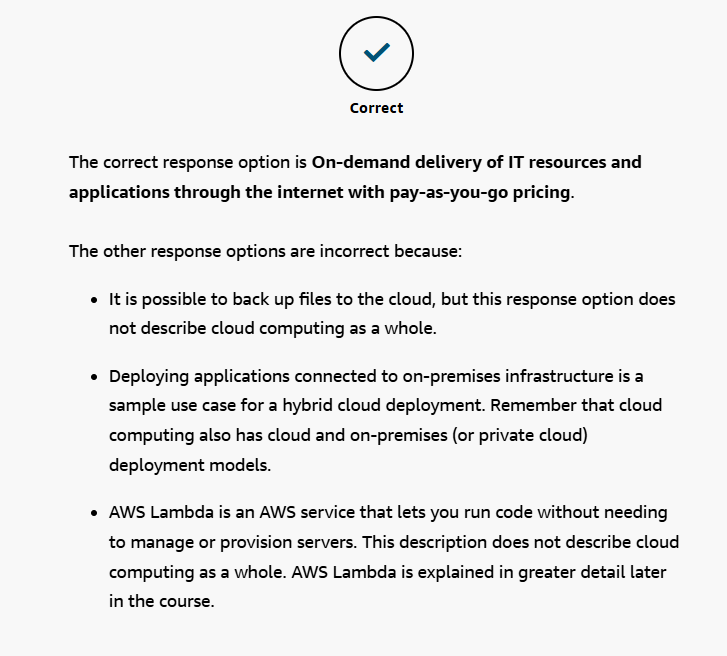 Correct
The correct response option is On-demand delivery of IT resources and
applications through the internet with pay-as-you-go pricing.
The other response options are incorrect because:
• It is possible to back up files to the cloud, but this response option does
not describe cloud computing as a whole.
• Deploying applications connected to on-premises infrastructure is a
sample use case for a hybrid cloud deployment. Remember that cloud
computing also has cloud and on-premises (or private cloud)
deployment models.
• AWS Lambda is an AWS service that lets you run code without needing
to manage or provision servers. This description does not describe cloud
computing as a whole. AWS Lambda is explained in greater detail later
in the course.